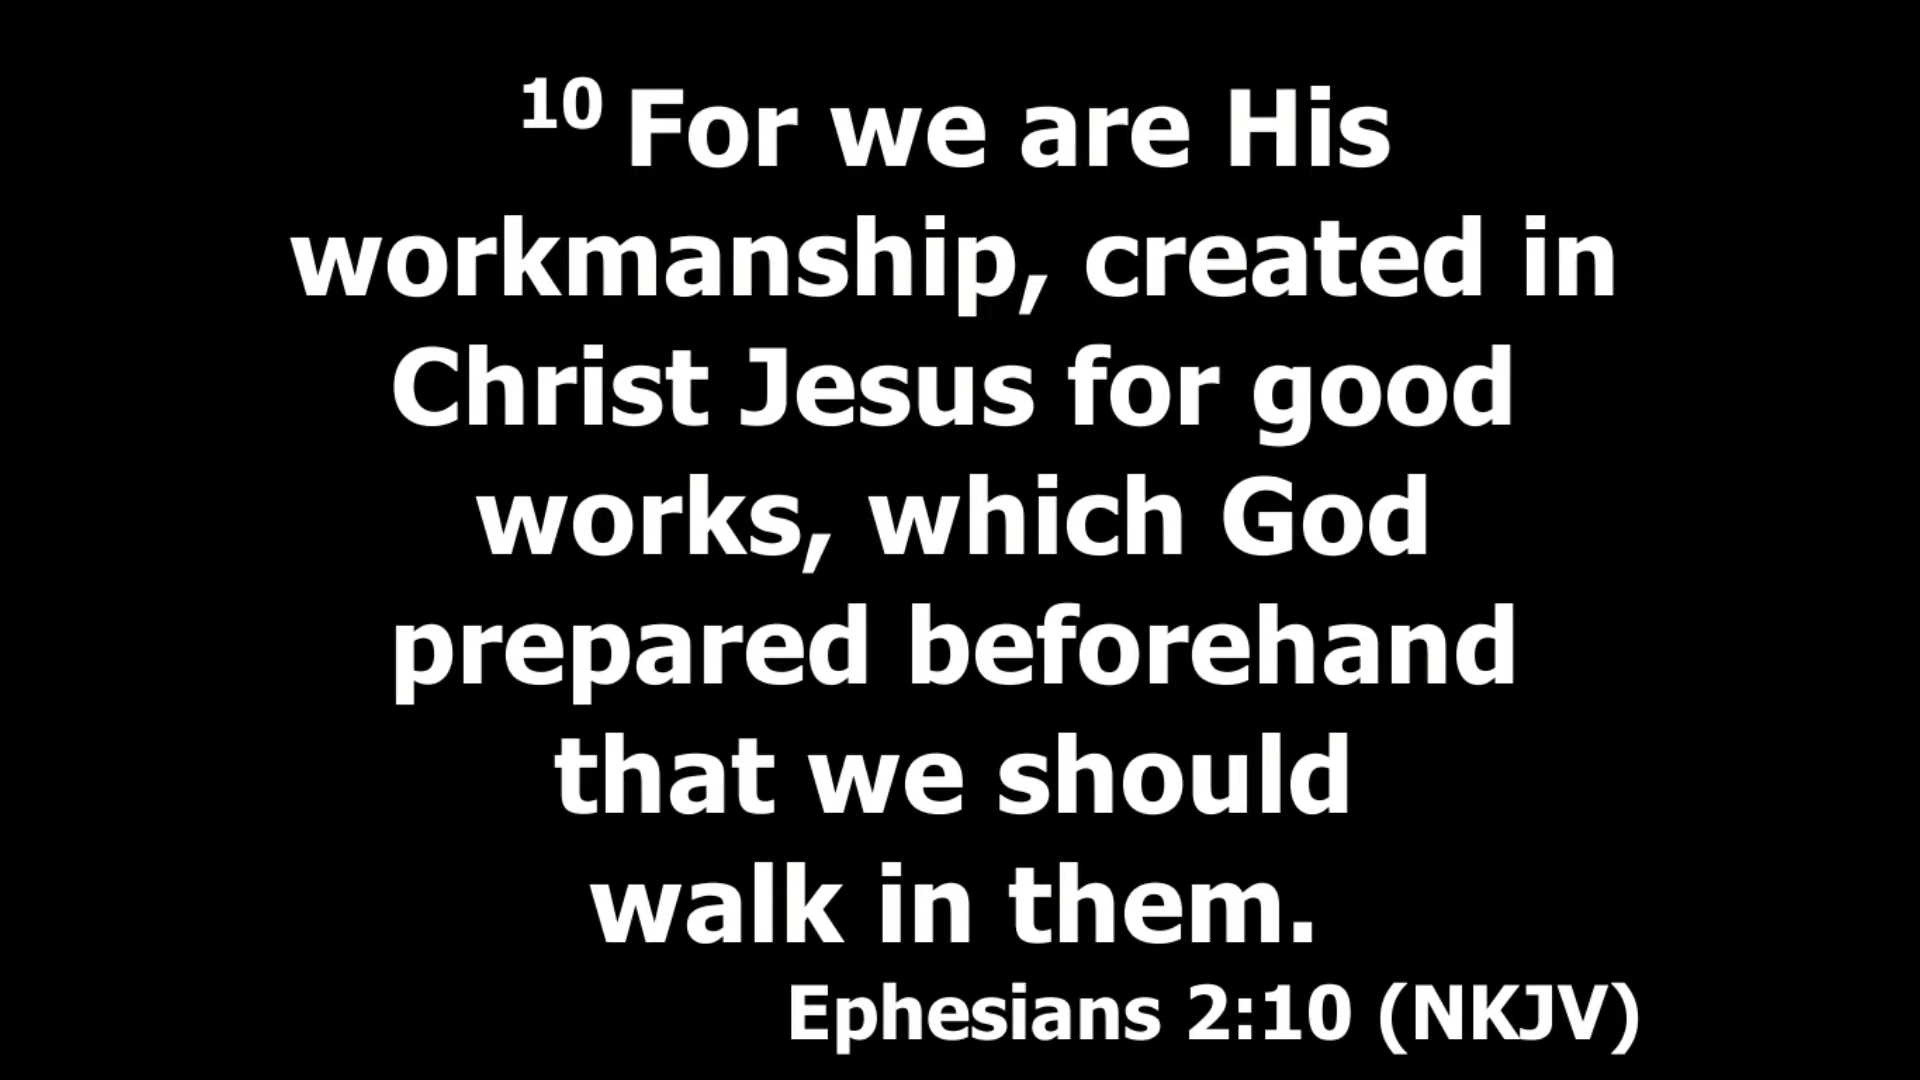 10 For we are His
workmanship, created in
Christ Jesus for good
works, which God
prepared beforehand
that we should
walk in them.
Ephesians 2:10 (NKJV)